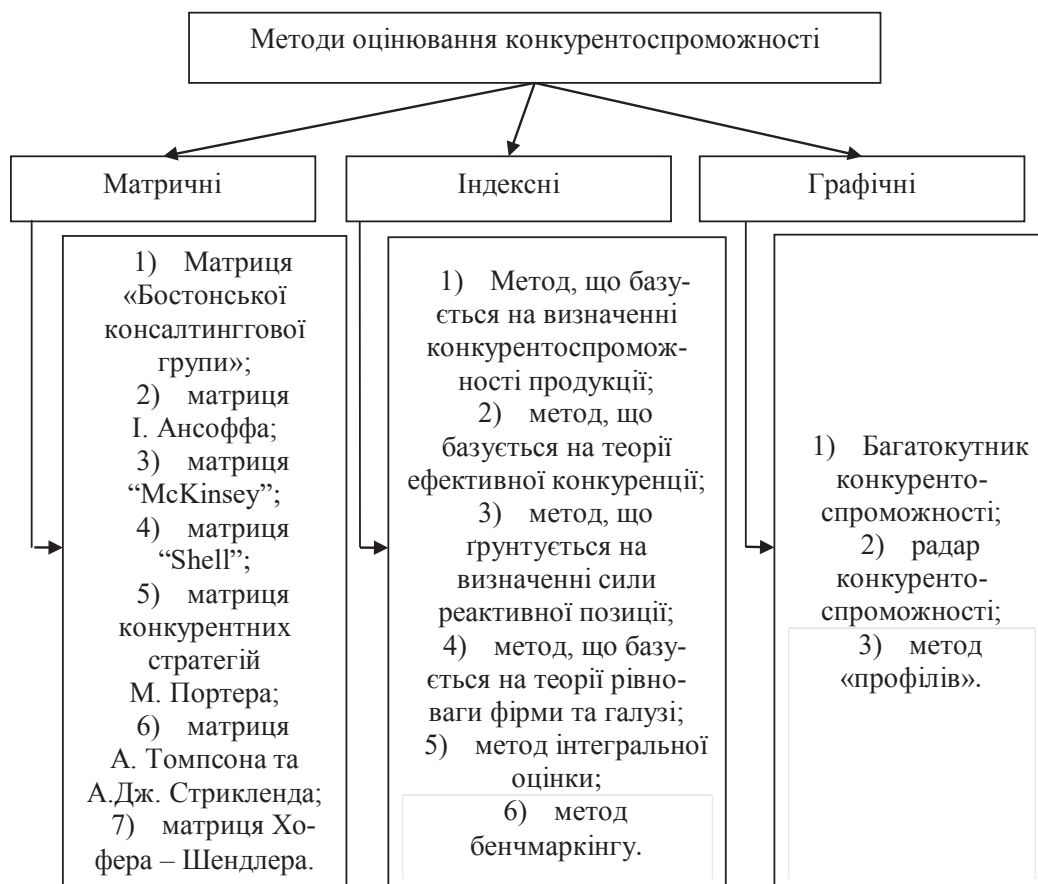 Методи оцінювання конкурентоспроможності
Матричні
Індексні
Графічні
1) Матриця
«Бостонської
консалтинггової
групи»;
2) матриця
І. Ансоффа;
3) матриця
“McKinsey”;
4) матриця
“Shell”;
5) матриця
конкурентних
стратегій
М. Портера;
6) матриця
А. Томпсона та
А.Дж. Стрикленда;
7) матриця Хо-
фера – Шендлера.
1) Метод, що базу-
ється на визначенні
конкурентоспромож-
ності продукції;
2) метод, що
базується на теорії
ефективної конкуренції;
3) метод, що
ґрунтується на
визначенні сили
реактивної позиції;
4) метод, що базу-
ється на теорії рівно-
ваги фірми та галузі;
5) метод інтегральної
оцінки;
6) метод
бенчмаркінгу.
1) Багатокутник
конкуренто-
спроможності;
2) радар
конкуренто-
спроможності;
3) метод
«профілів».